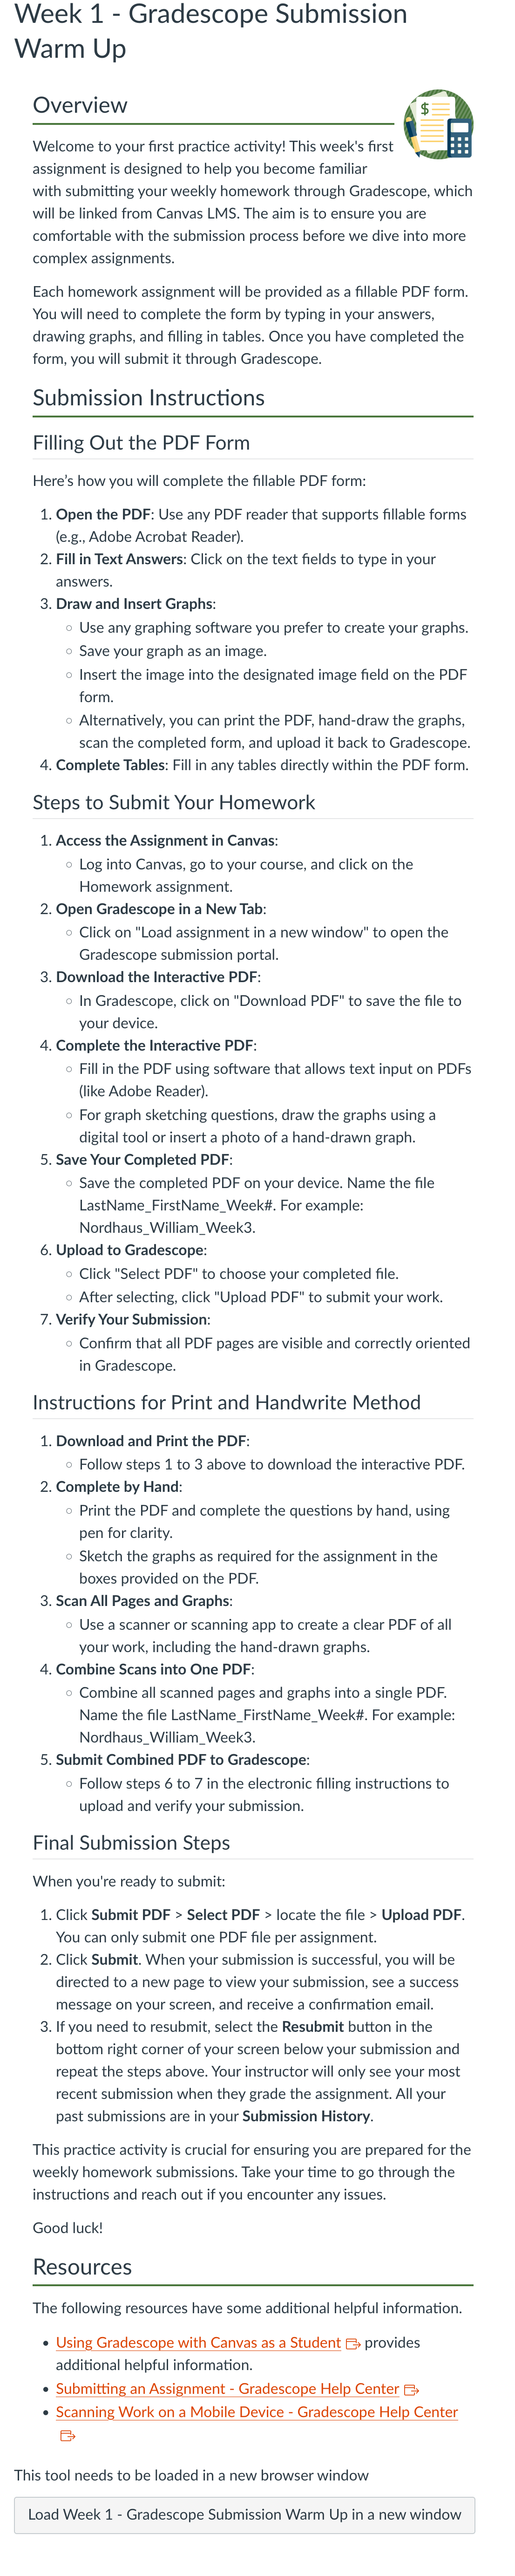 Week 1 - Gradescope Submission
Warm Up
Overview
$
Welcome to your first practice activity! This week's first
assignment is designed to help you become familiar
with submitting your weekly homework through Gradescope, which
will be linked from Canvas LMS. The aim is to ensure you are
comfortable with the submission process before we dive into more
complex assignments.
Each homework assignment will be provided as a fillable PDF form.
You will need to complete the form by typing in your answers,
drawing graphs, and filling in tables. Once you have completed the
form, you will submit it through Gradescope.
Submission Instructions
Filling Out the PDF Form
Here’s how you will complete the fillable PDF form:
1. Open the PDF: Use any PDF reader that supports fillable forms
(e.g., Adobe Acrobat Reader).
2. Fill in Text Answers: Click on the text fields to type in your
answers.
3. Draw and Insert Graphs:
◦ Use any graphing software you prefer to create your graphs.
◦ Save your graph as an image.
◦ Insert the image into the designated image field on the PDF
form.
◦ Alternatively, you can print the PDF, hand-draw the graphs,
scan the completed form, and upload it back to Gradescope.
4. Complete Tables: Fill in any tables directly within the PDF form.
Steps to Submit Your Homework
1. Access the Assignment in Canvas:
◦ Log into Canvas, go to your course, and click on the
Homework assignment.
2. Open Gradescope in a New Tab:
◦ Click on "Load assignment in a new window" to open the
Gradescope submission portal.
3. Download the Interactive PDF:
◦ In Gradescope, click on "Download PDF" to save the file to
your device.
4. Complete the Interactive PDF:
◦ Fill in the PDF using software that allows text input on PDFs
(like Adobe Reader).
◦ For graph sketching questions, draw the graphs using a
digital tool or insert a photo of a hand-drawn graph.
5. Save Your Completed PDF:
◦ Save the completed PDF on your device. Name the file
LastName_FirstName_Week#. For example:
Nordhaus_William_Week3.
6. Upload to Gradescope:
◦ Click "Select PDF" to choose your completed file.
◦ After selecting, click "Upload PDF" to submit your work.
7. Verify Your Submission:
◦ Confirm that all PDF pages are visible and correctly oriented
in Gradescope.
Instructions for Print and Handwrite Method
1. Download and Print the PDF:
◦ Follow steps 1 to 3 above to download the interactive PDF.
2. Complete by Hand:
◦ Print the PDF and complete the questions by hand, using
pen for clarity.
◦ Sketch the graphs as required for the assignment in the
boxes provided on the PDF.
3. Scan All Pages and Graphs:
◦ Use a scanner or scanning app to create a clear PDF of all
your work, including the hand-drawn graphs.
4. Combine Scans into One PDF:
◦ Combine all scanned pages and graphs into a single PDF.
Name the file LastName_FirstName_Week#. For example:
Nordhaus_William_Week3.
5. Submit Combined PDF to Gradescope:
◦ Follow steps 6 to 7 in the electronic filling instructions to
upload and verify your submission.
Final Submission Steps
When you're ready to submit:
1. Click Submit PDF > Select PDF > locate the file > Upload PDF.
You can only submit one PDF file per assignment.
2. Click Submit. When your submission is successful, you will be
directed to a new page to view your submission, see a success
message on your screen, and receive a confirmation email.
3. If you need to resubmit, select the Resubmit button in the
bottom right corner of your screen below your submission and
repeat the steps above. Your instructor will only see your most
recent submission when they grade the assignment. All your
past submissions are in your Submission History.
This practice activity is crucial for ensuring you are prepared for the
weekly homework submissions. Take your time to go through the
instructions and reach out if you encounter any issues.
Good luck!
Resources
The following resources have some additional helpful information.
• Using Gradescope with Canvas as a Student provides
additional helpful information.
• Submitting an Assignment - Gradescope Help Center
• Scanning Work on a Mobile Device - Gradescope Help Center
This tool needs to be loaded in a new browser window
Load Week 1 - Gradescope Submission Warm Up in a new window